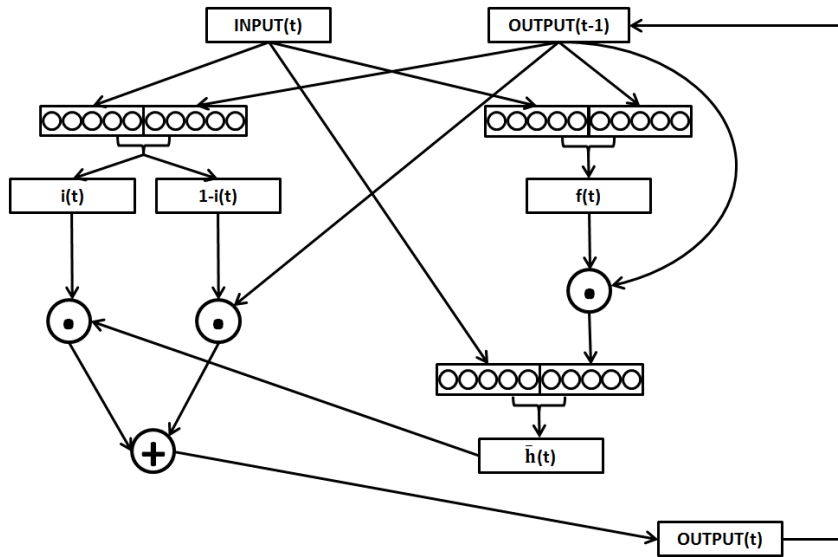 INPUT(t)
OUTPUT(t-1)
i(t)
1-i(t)
f(t)
h̄(t)
OUTPUT(t)